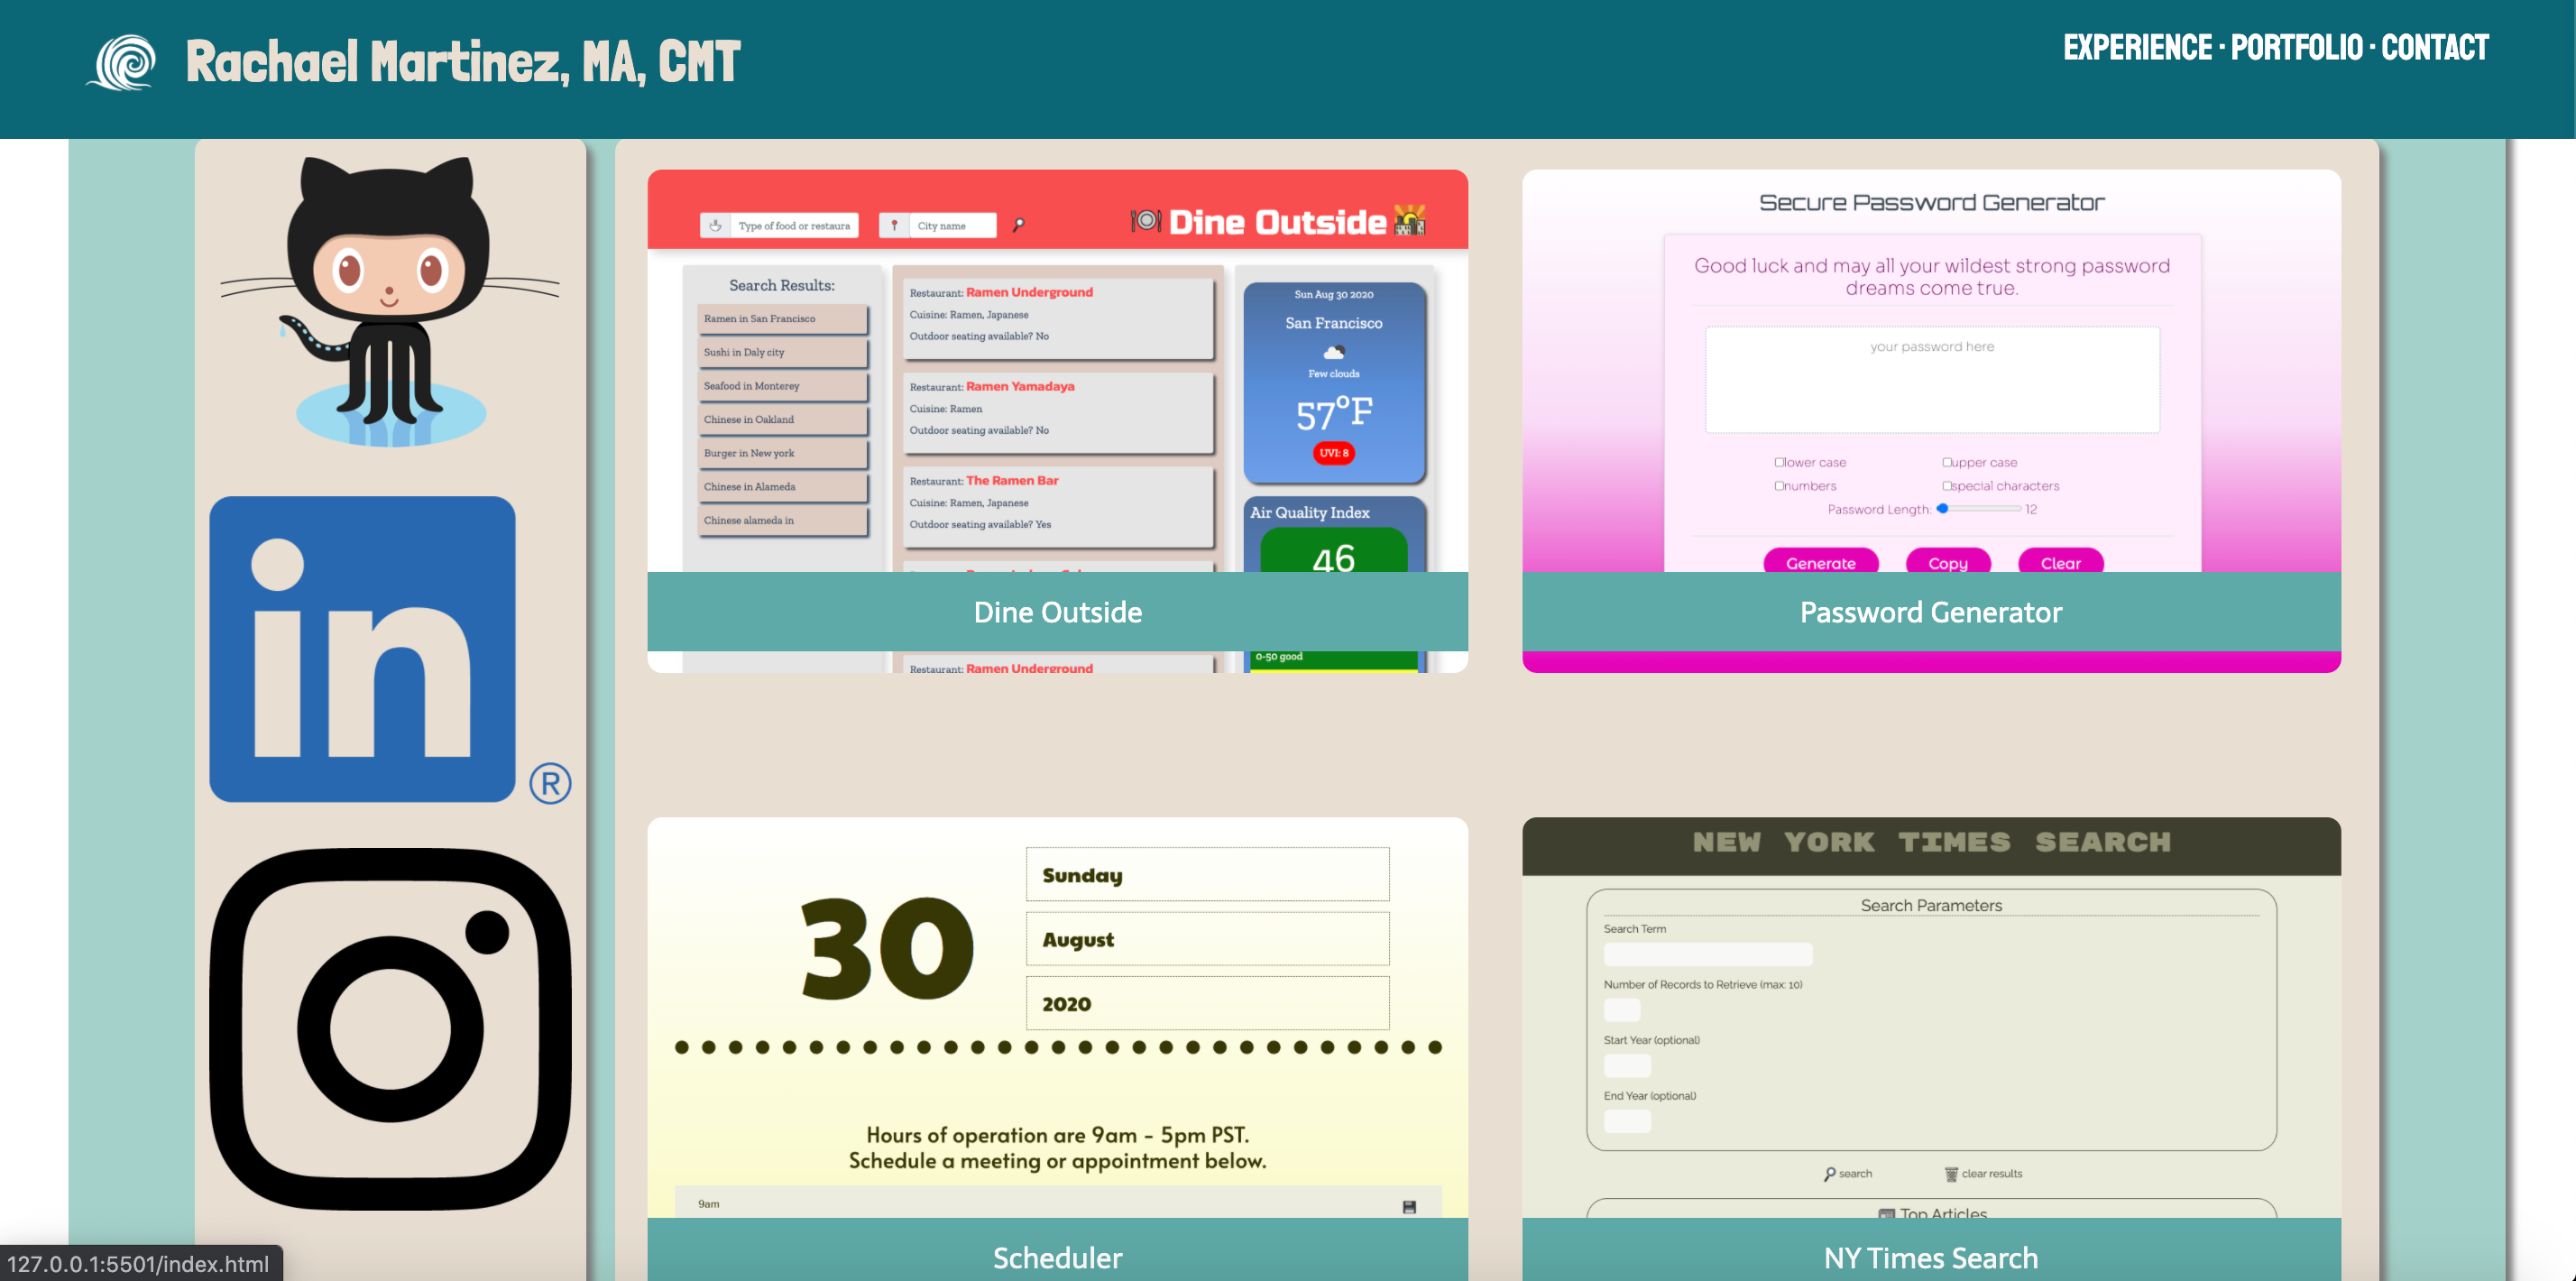 Rachael Martinez, MA, CMT
EXPERIENCE · PORTFOLIO · CONTACT
in
®
Type of food or restaura
City name
Dine Outside
Search Results:
Ramen in San Francisco
Sushi in Daly city
Seafood in Monterey
Chinese in Oakland
Burger in New york
Chinese in Alameda
Chinese alameda in
Restaurant: Ramen Underground
Cuisine: Ramen, Japanese
Outdoor seating available? No
Restaurant: Ramen Yamadaya
Cuisine: Ramen
Outdoor seating available? No
Restaurant: The Ramen Bar
Cuisine: Ramen, Japanese
Outdoor seating available? Yes
Sun Aug 30 2020
San Francisco
Few clouds
57°F
UVI: 8
Air Quality Index
46
Dine Outside
Restaurant: Ramen Underground
0-50 good
Secure Password Generator
Good luck and may all your wildest strong password
dreams come true.
your password here
lower case
upper case
numbers
special characters
Password Length: 12
Generate
Copy
Clear
Password Generator
30
Sunday
August
2020
Hours of operation are 9am - 5pm PST.
Schedule a meeting or appointment below.
9am
Scheduler
NEW YORK TIMES SEARCH
Search Parameters
Search Term
Number of Records to Retrieve (max: 10)
Start Year (optional)
End Year (optional)
search
clear results
Top Articles
NY Times Search
127.0.0.1:5501/index.html